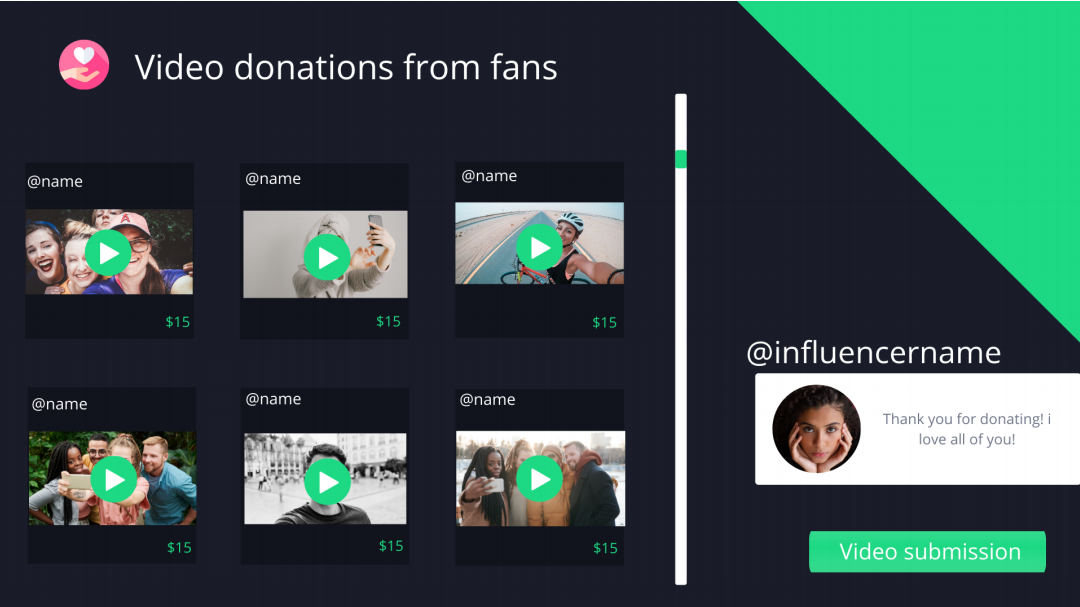 Video donations from fans
@name
@name
@name
A
$15
$15
$15
@name
@name
@name
$15
$15
$15
@influencername
Thank you for donating! i
love all of you!
Video submission